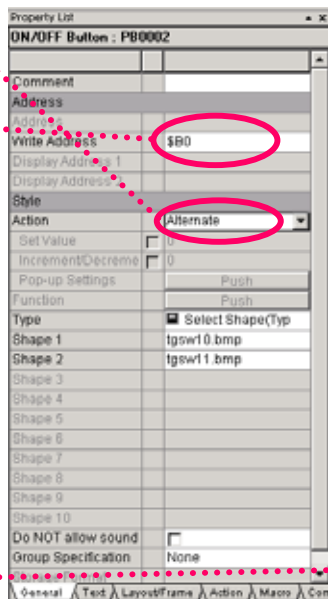 Property List
ON/OFF Button : PB0002
Comment
Address
Address
Write Address $B0
Display Address 1
Display Address 2
Style
Action Alternate
Set Value 0
Increment/Decreme 0
Pop-up Settings Push
Function Push
Type Select Shape(Typ
Shape 1 tgsw10.bmp
Shape 2 tgsw11.bmp
Shape 3
Shape 4
Shape 5
Shape 6
Shape 7
Shape 8
Shape 9
Shape 10
Do NOT allow sound
Group Specification None
General Text Layout/Frame Action Macro Con